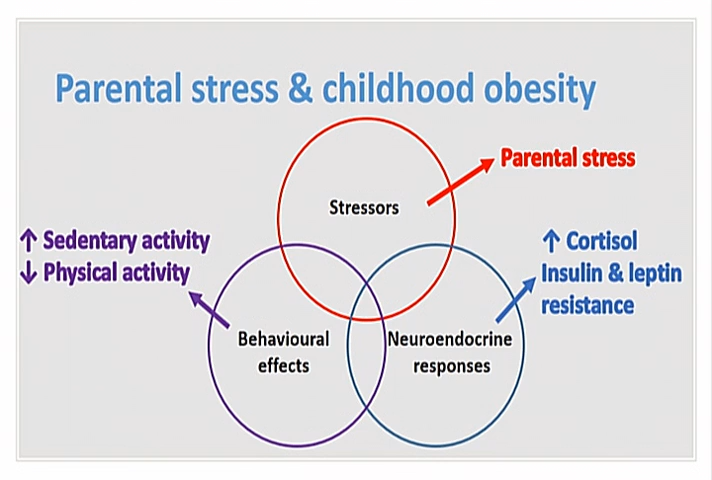 Parental stress & childhood obesity
Parental stress
Stressors
↑ Sedentary activity
↓ Physical activity
↑ Cortisol
Insulin & leptin
resistance
Behavioural
effects
Neuroendocrine
responses